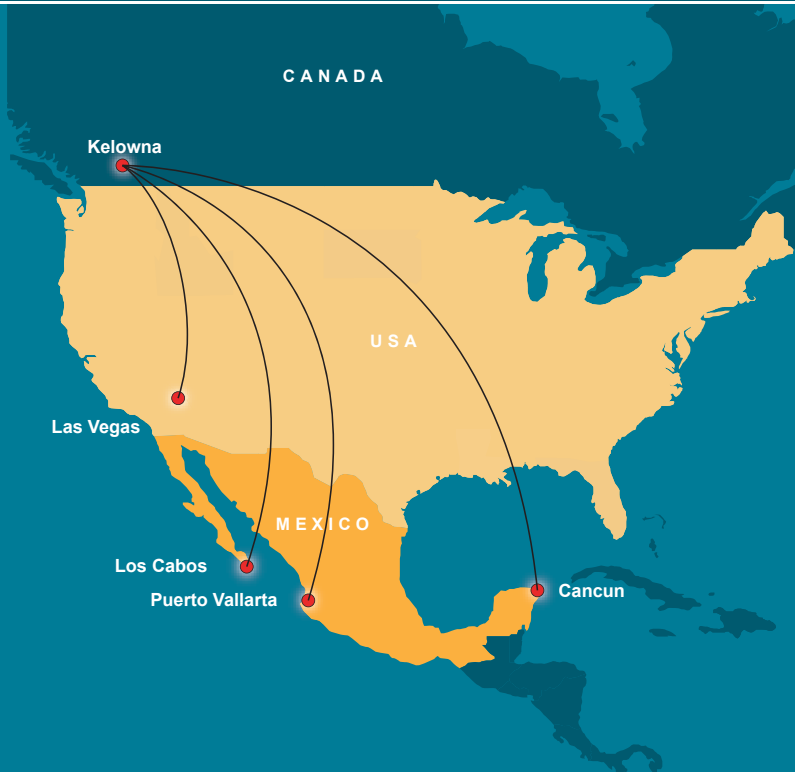 CANADA
Kelowna
USA
Las Vegas
MEXICO
Los Cabos
Puerto Vallarta
Cancun